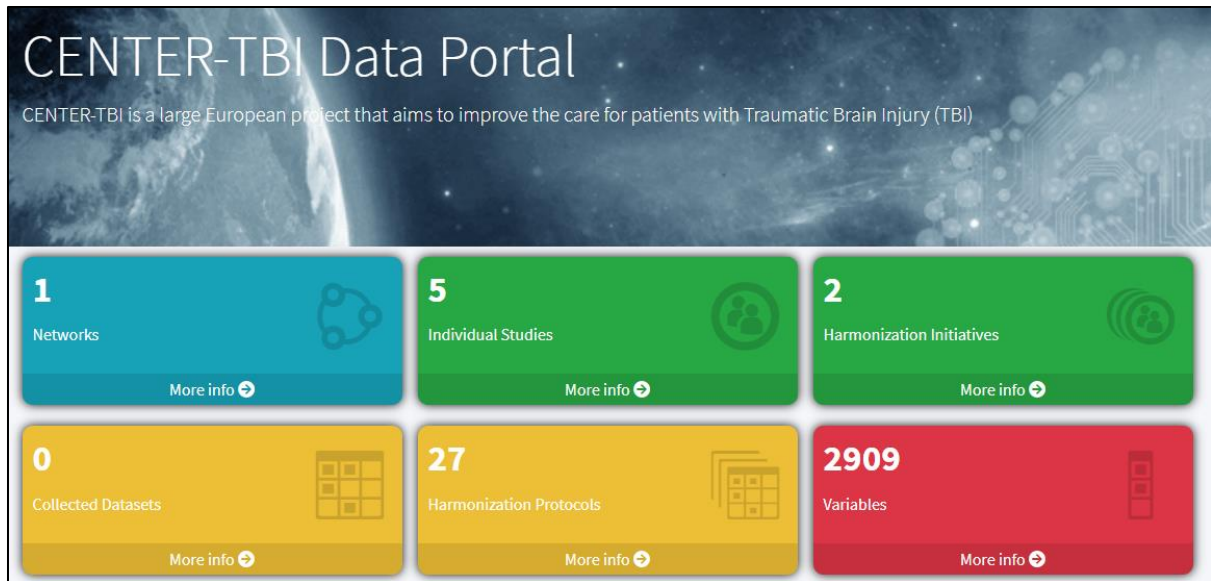 CENTER-TBI Data Portal
CENTER-TBI is a large European project that aims to improve the care for patients with Traumatic Brain Injury (TBI)
1
Networks
More info
5
Individual Studies
More info
2
Harmonization Initiatives
More info
0
Collected Datasets
More info
27
Harmonization Protocols
More info
2909
Variables
More info